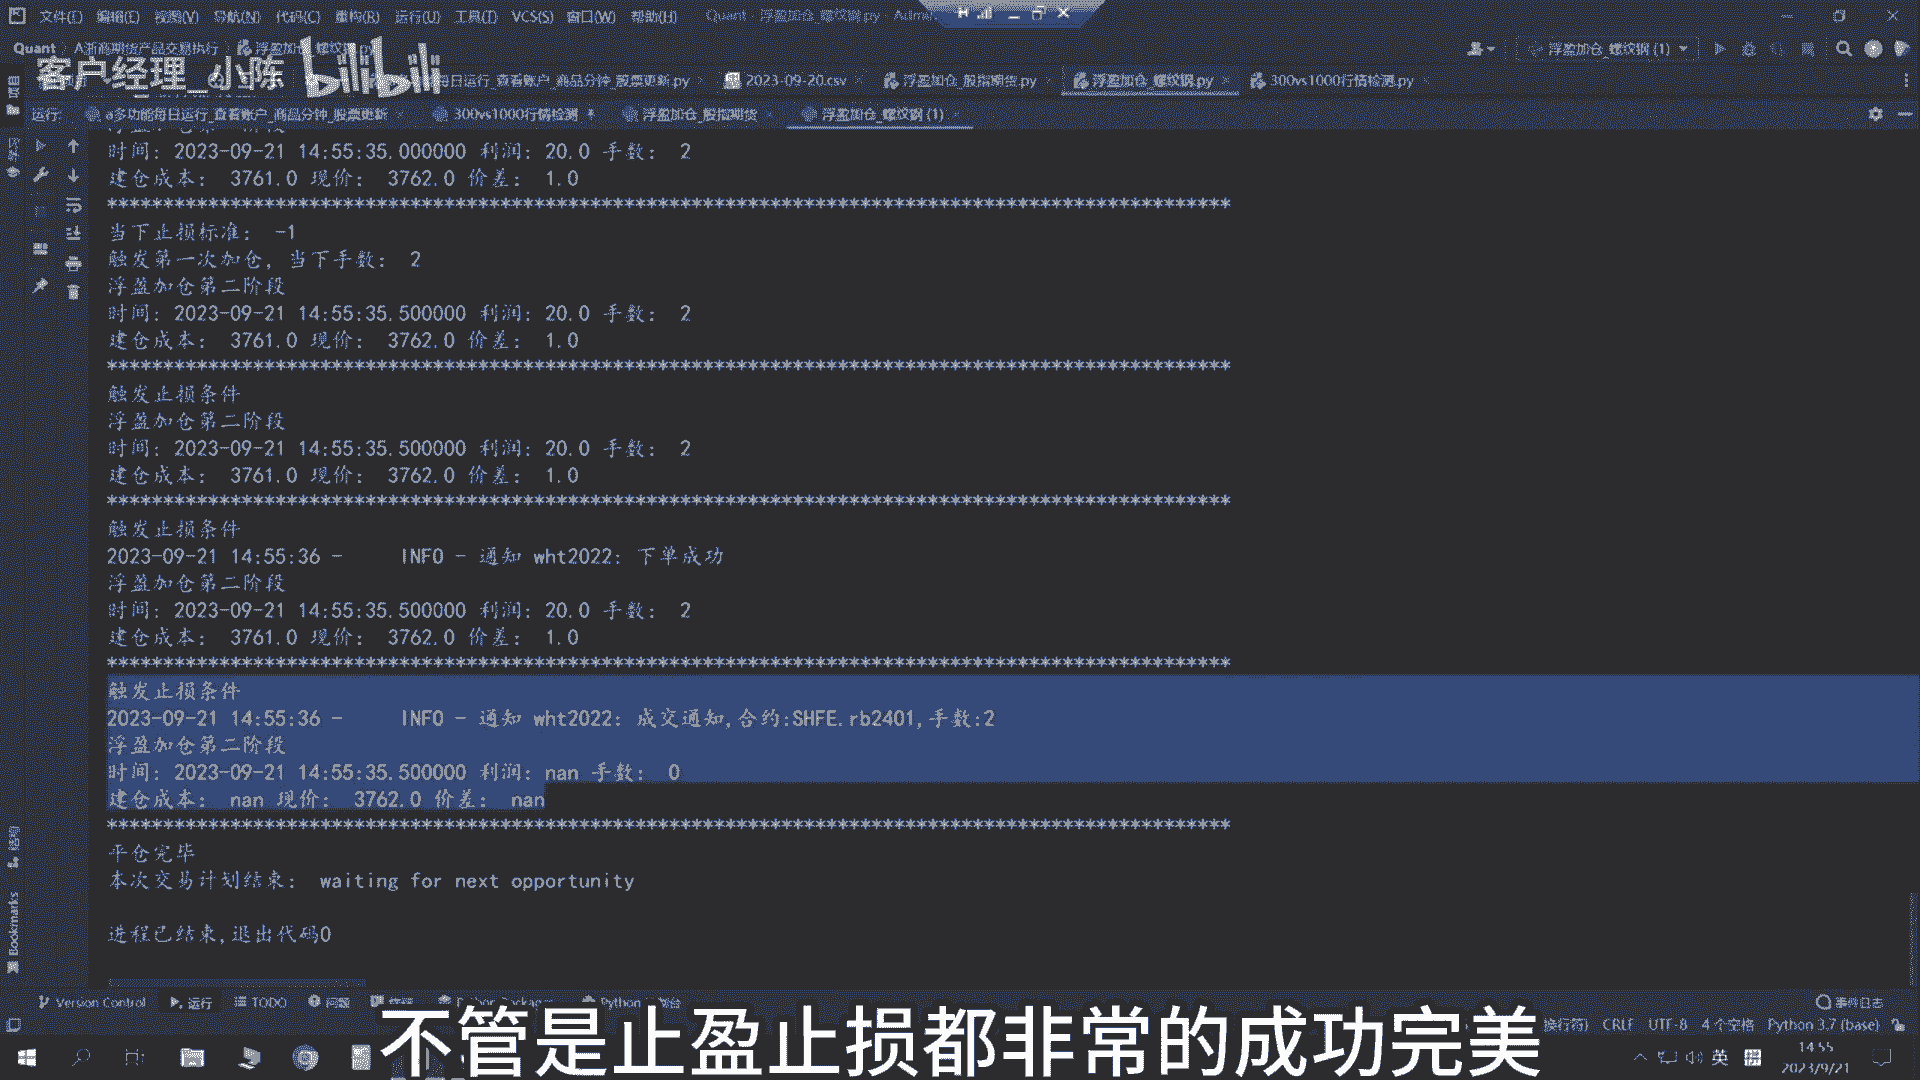 文件(F) 编辑(E) 视图(V) 导航(N) 代码(C) 重构(R) 运行(U) 工具(T) VCS(S) 窗口(W) 帮助(H) Quant - 浮盈加仓_螺纹钢.py
Quant A浙商期货产品交易执行 浮盈加仓_螺纹钢.py 浮盈加仓_螺纹钢 (1)
客户经理_小陈 bilibili
每日运行_查看账户_商品分钟_股票更新.py 2023-09-20.csv 浮盈加仓_股指期货.py 浮盈加仓_螺纹钢.py 300vs1000行情检测.py
运行: a多功能每日运行_查看账户_商品分钟_股票更新 300vs1000行情检测 浮盈加仓_股指期货 浮盈加仓_螺纹钢 (1)
时间: 2023-09-21 14:55:35.000000 利润: 20.0 手数: 2
建仓成本: 3761.0 现价: 3762.0 价差: 1.0
****************************************************************************************************
当下止损标准: -1
触发第一次加仓, 当下手数: 2
浮盈加仓第二阶段
时间: 2023-09-21 14:55:35.500000 利润: 20.0 手数: 2
建仓成本: 3761.0 现价: 3762.0 价差: 1.0
****************************************************************************************************
触发止损条件
浮盈加仓第二阶段
时间: 2023-09-21 14:55:35.500000 利润: 20.0 手数: 2
建仓成本: 3761.0 现价: 3762.0 价差: 1.0
****************************************************************************************************
触发止损条件
2023-09-21 14:55:36 - INFO - 通知 wht2022: 下单成功
浮盈加仓第二阶段
时间: 2023-09-21 14:55:35.500000 利润: 20.0 手数: 2
建仓成本: 3761.0 现价: 3762.0 价差: 1.0
****************************************************************************************************
触发止损条件
2023-09-21 14:55:36 - INFO - 通知 wht2022: 成交通知,合约:SHFE.rb2401,手数:2
浮盈加仓第二阶段
时间: 2023-09-21 14:55:35.500000 利润: nan 手数: 0
建仓成本: nan 现价: 3762.0 价差: nan
****************************************************************************************************
平仓完毕
本次交易计划结束: waiting for next opportunity
进程已结束,退出代码0
结构
Bookmarks
Version Control 运行 TODO 问题 Python 事件日志
CRLF UTF-8 4 个空格 Python 3.7 (base)
不管是止盈止损都非常的成功完美
英 14:55
2023/9/21